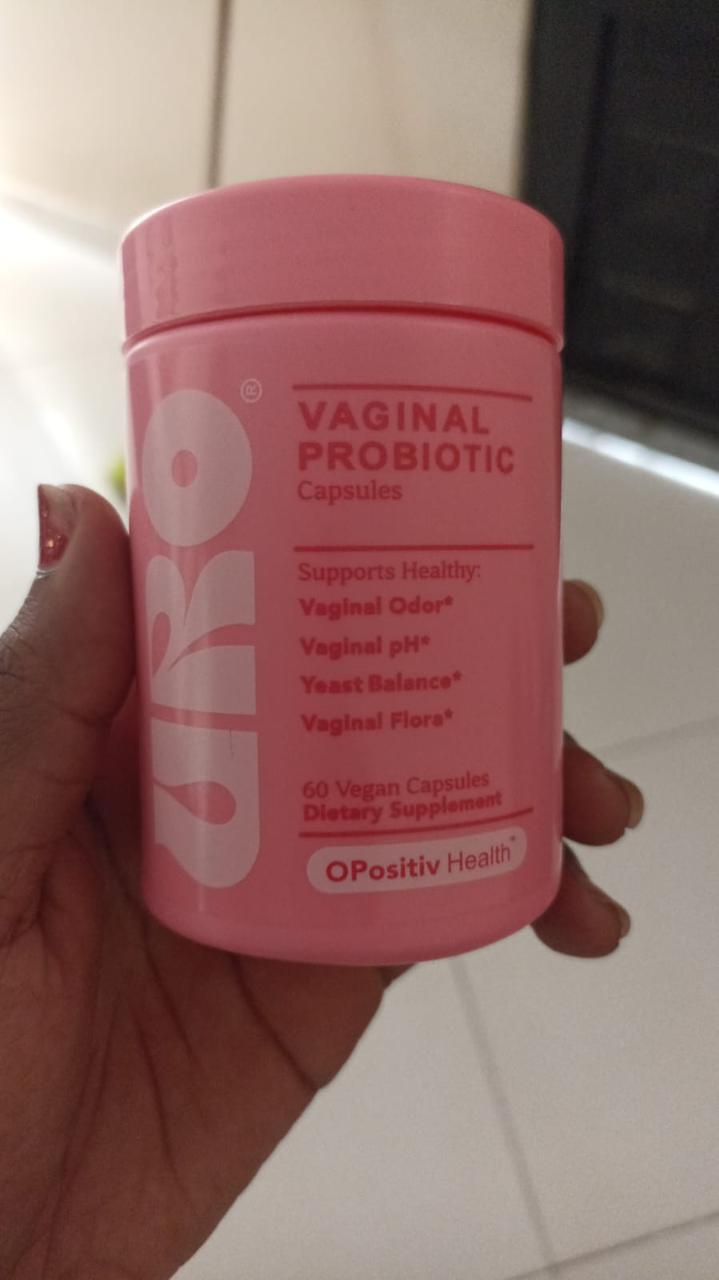 URO®
VAGINAL
PROBIOTIC
Capsules
Supports Healthy:
Vaginal Odor*
Vaginal pH*
Yeast Balance*
Vaginal Flora*
60 Vegan Capsules
Dietary Supplement
OPositiv Health™